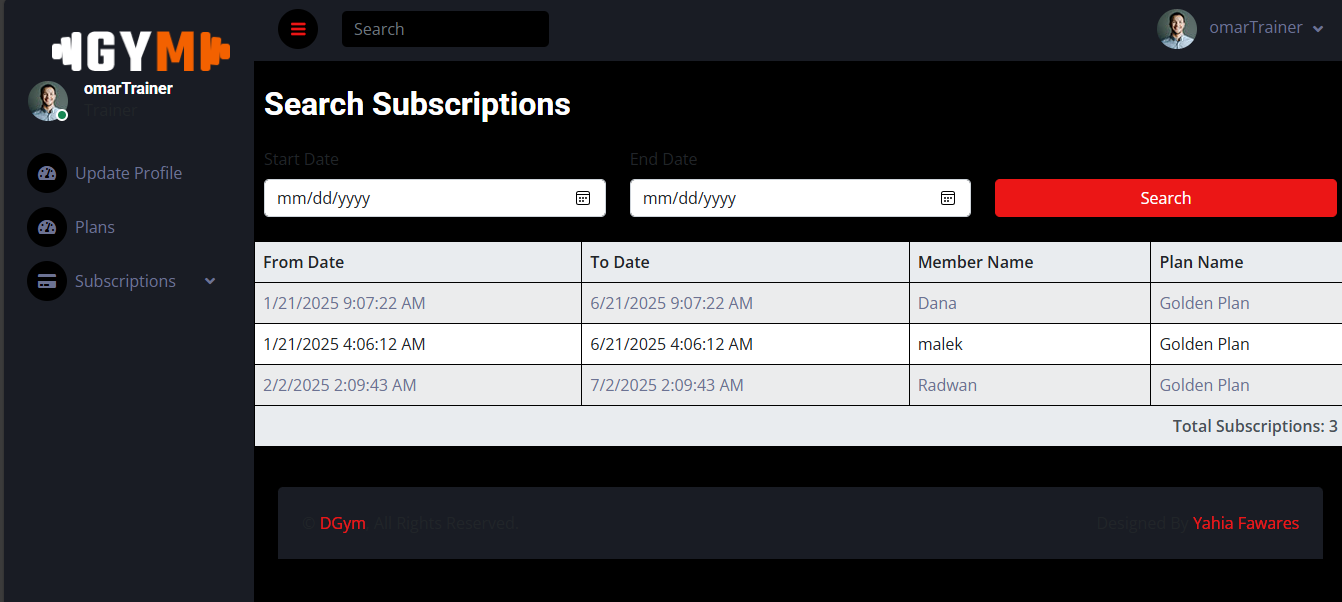 GYM
omarTrainer
Trainer
Update Profile
Plans
Subscriptions
Search
omarTrainer
Search Subscriptions
Start Date
End Date
mm/dd/yyyy
mm/dd/yyyy
Search
From Date To Date Member Name Plan Name
1/21/2025 9:07:22 AM 6/21/2025 9:07:22 AM Dana Golden Plan
1/21/2025 4:06:12 AM 6/21/2025 4:06:12 AM malek Golden Plan
2/2/2025 2:09:43 AM 7/2/2025 2:09:43 AM Radwan Golden Plan
Total Subscriptions: 3
© DGym, All Rights Reserved.
Designed By Yahia Fawares